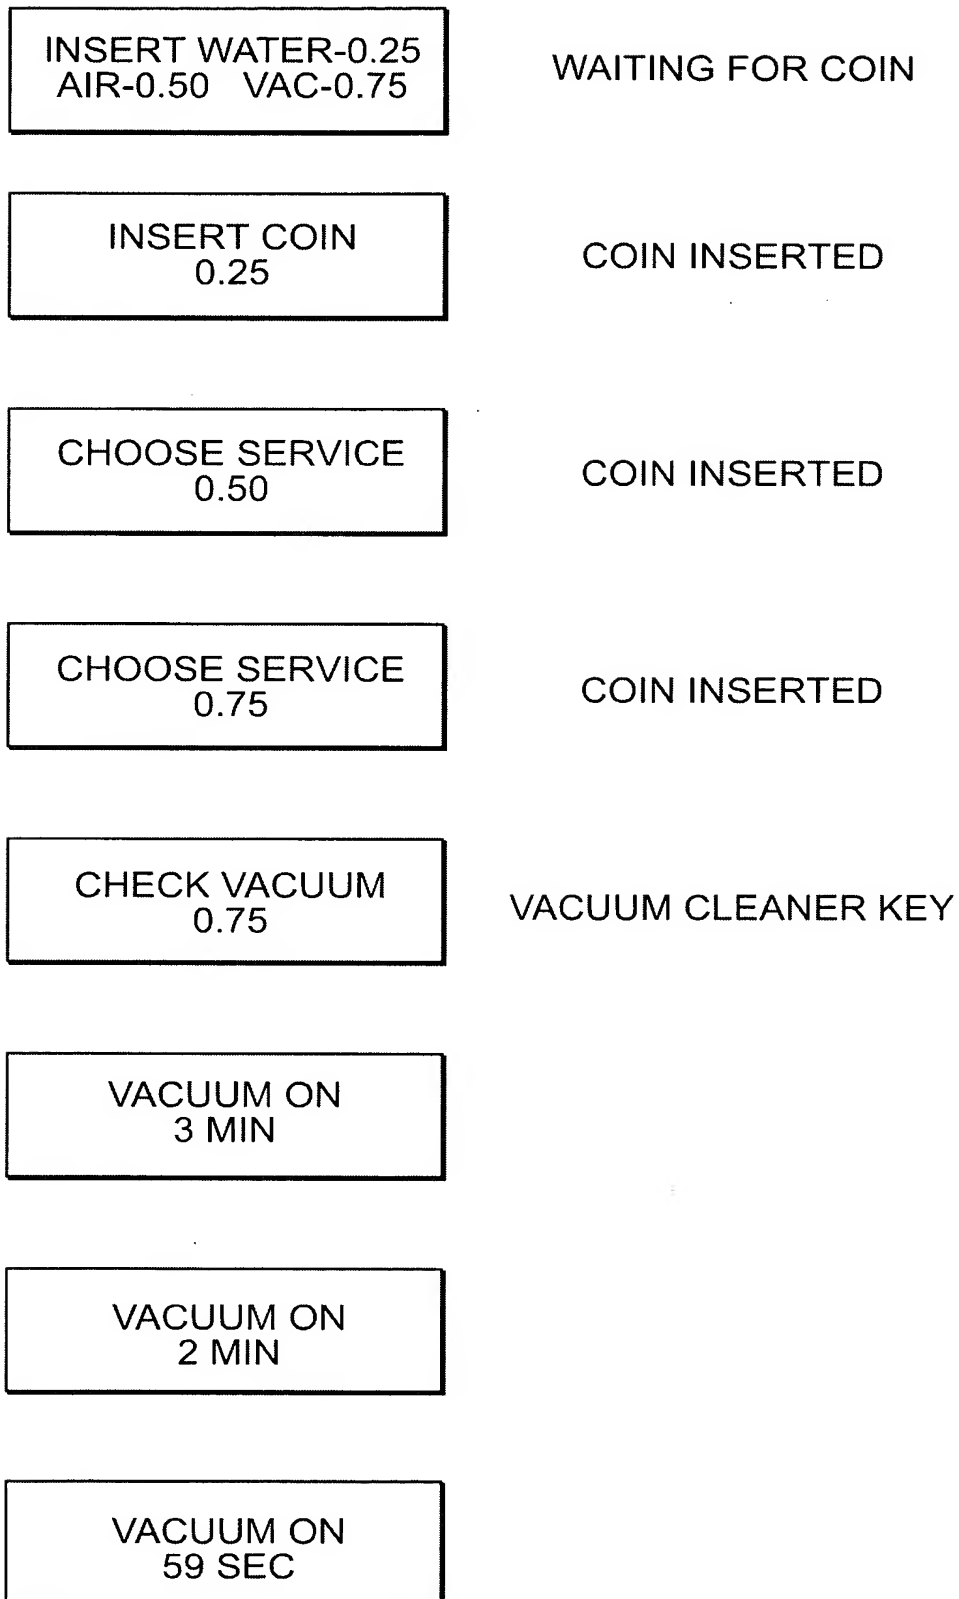 INSERT WATER-0.25
AIR-0.50 VAC-0.75
WAITING FOR COIN
INSERT COIN
0.25
COIN INSERTED
CHOOSE SERVICE
0.50
COIN INSERTED
CHOOSE SERVICE
0.75
COIN INSERTED
CHECK VACUUM
0.75
VACUUM CLEANER KEY
VACUUM ON
3 MIN
VACUUM ON
2 MIN
VACUUM ON
59 SEC